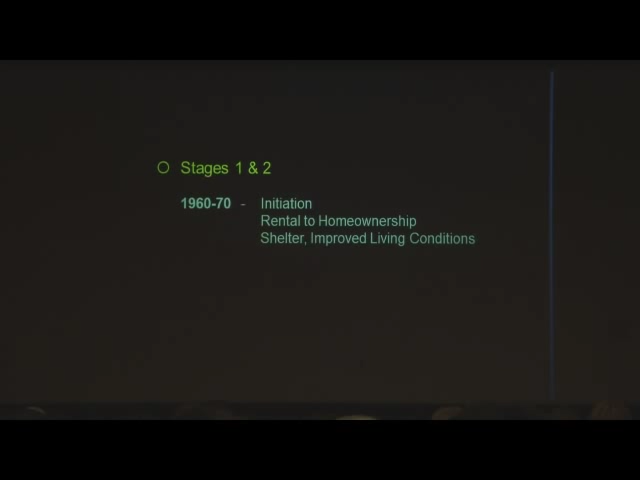 Stages 1 & 2
1960-70 - Initiation
Rental to Homeownership
Shelter, Improved Living Conditions